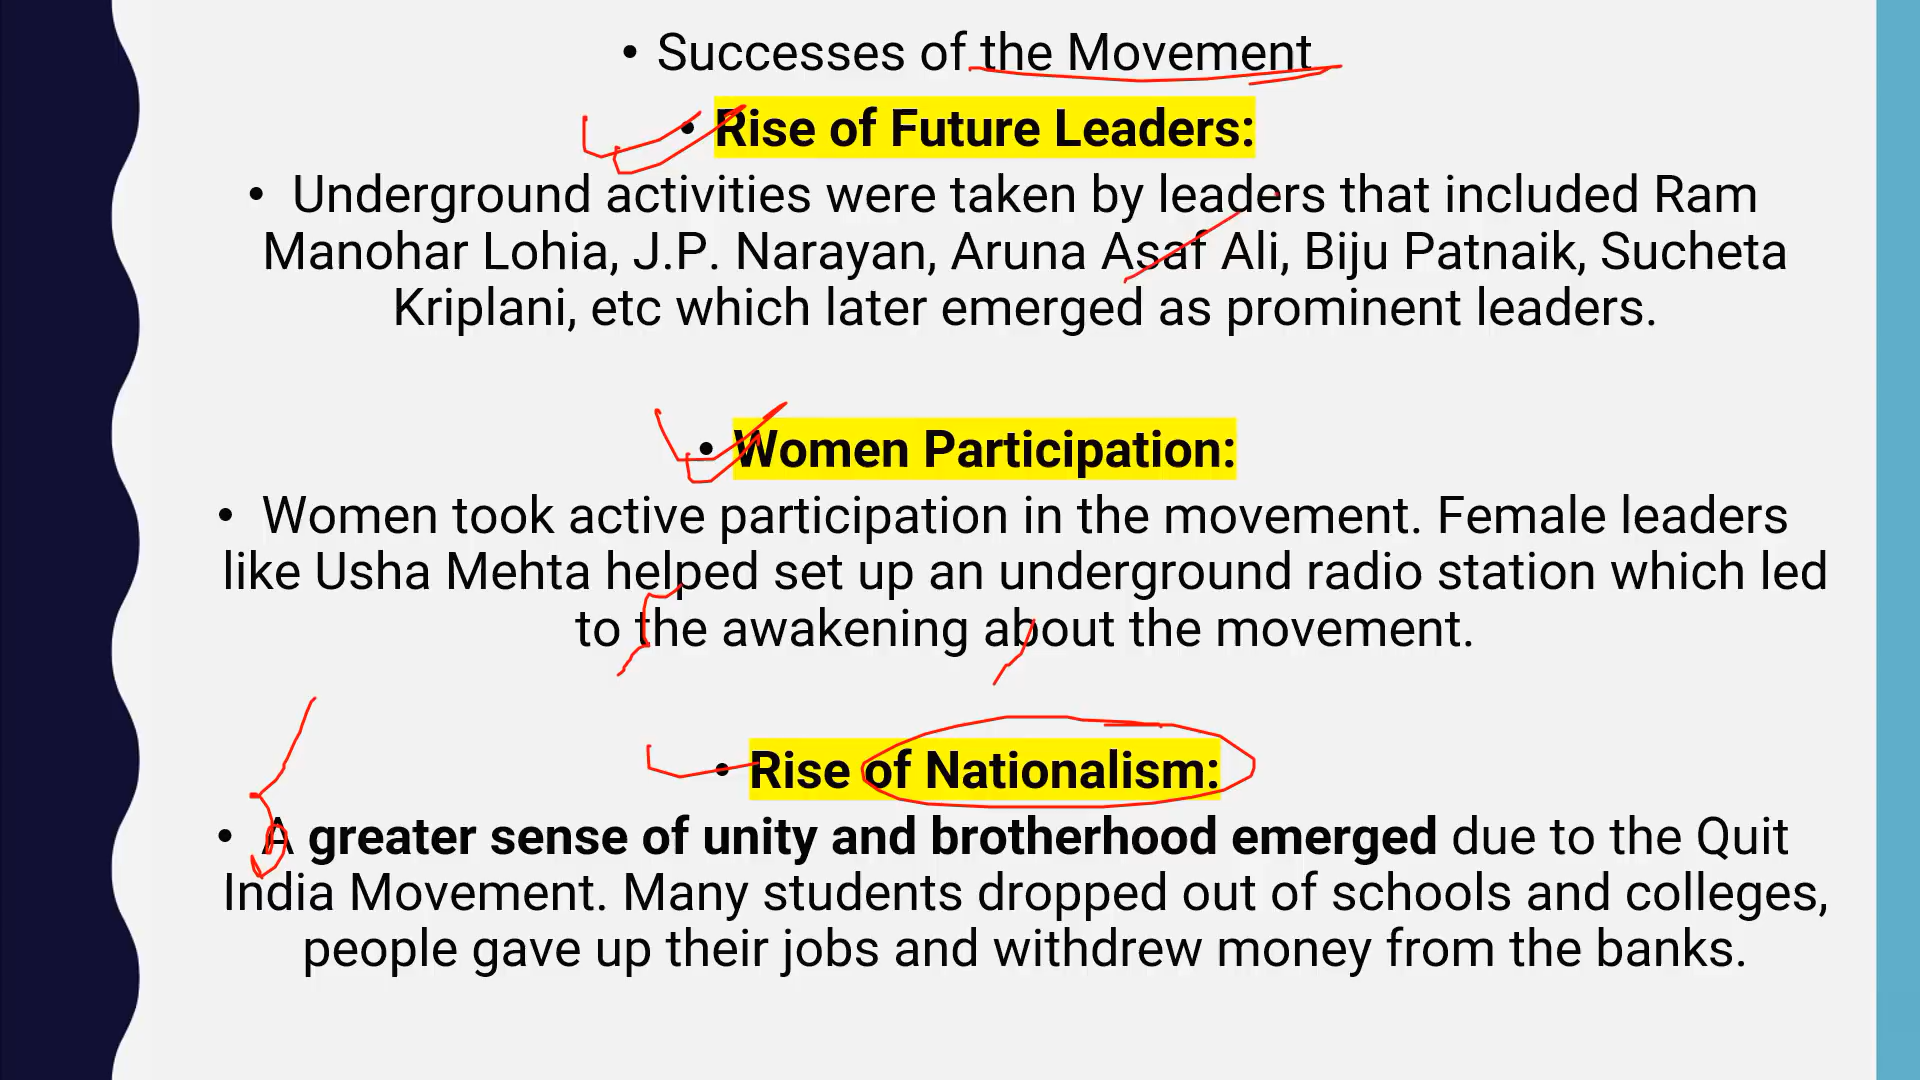 • Successes of the Movement
• Rise of Future Leaders:
• Underground activities were taken by leaders that included Ram
Manohar Lohia, J.P. Narayan, Aruna Asaf Ali, Biju Patnaik, Sucheta
Kriplani, etc which later emerged as prominent leaders.
• Women Participation:
• Women took active participation in the movement. Female leaders
like Usha Mehta helped set up an underground radio station which led
to the awakening about the movement.
• Rise of Nationalism:
• A greater sense of unity and brotherhood emerged due to the Quit
India Movement. Many students dropped out of schools and colleges,
people gave up their jobs and withdrew money from the banks.